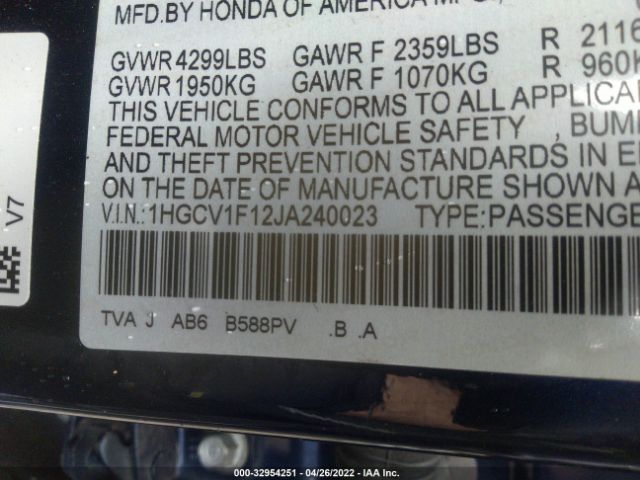 MFD.BY HONDA OF AMERICA MFG.,
GVWR 4299LBS GAWR F 2359LBS R 2116
GVWR 1950KG GAWR F 1070KG R 960K
THIS VEHICLE CONFORMS TO ALL APPLICA
FEDERAL MOTOR VEHICLE SAFETY , BUM
AND THEFT PREVENTION STANDARDS IN E
ON THE DATE OF MANUFACTURE SHOWN A
V.I.N.:1HGCV1F12JA240023 TYPE:PASSENGE
TVA J AB6 B588PV .B .A
V7
000-32954251 - 04/26/2022 - IAA Inc.